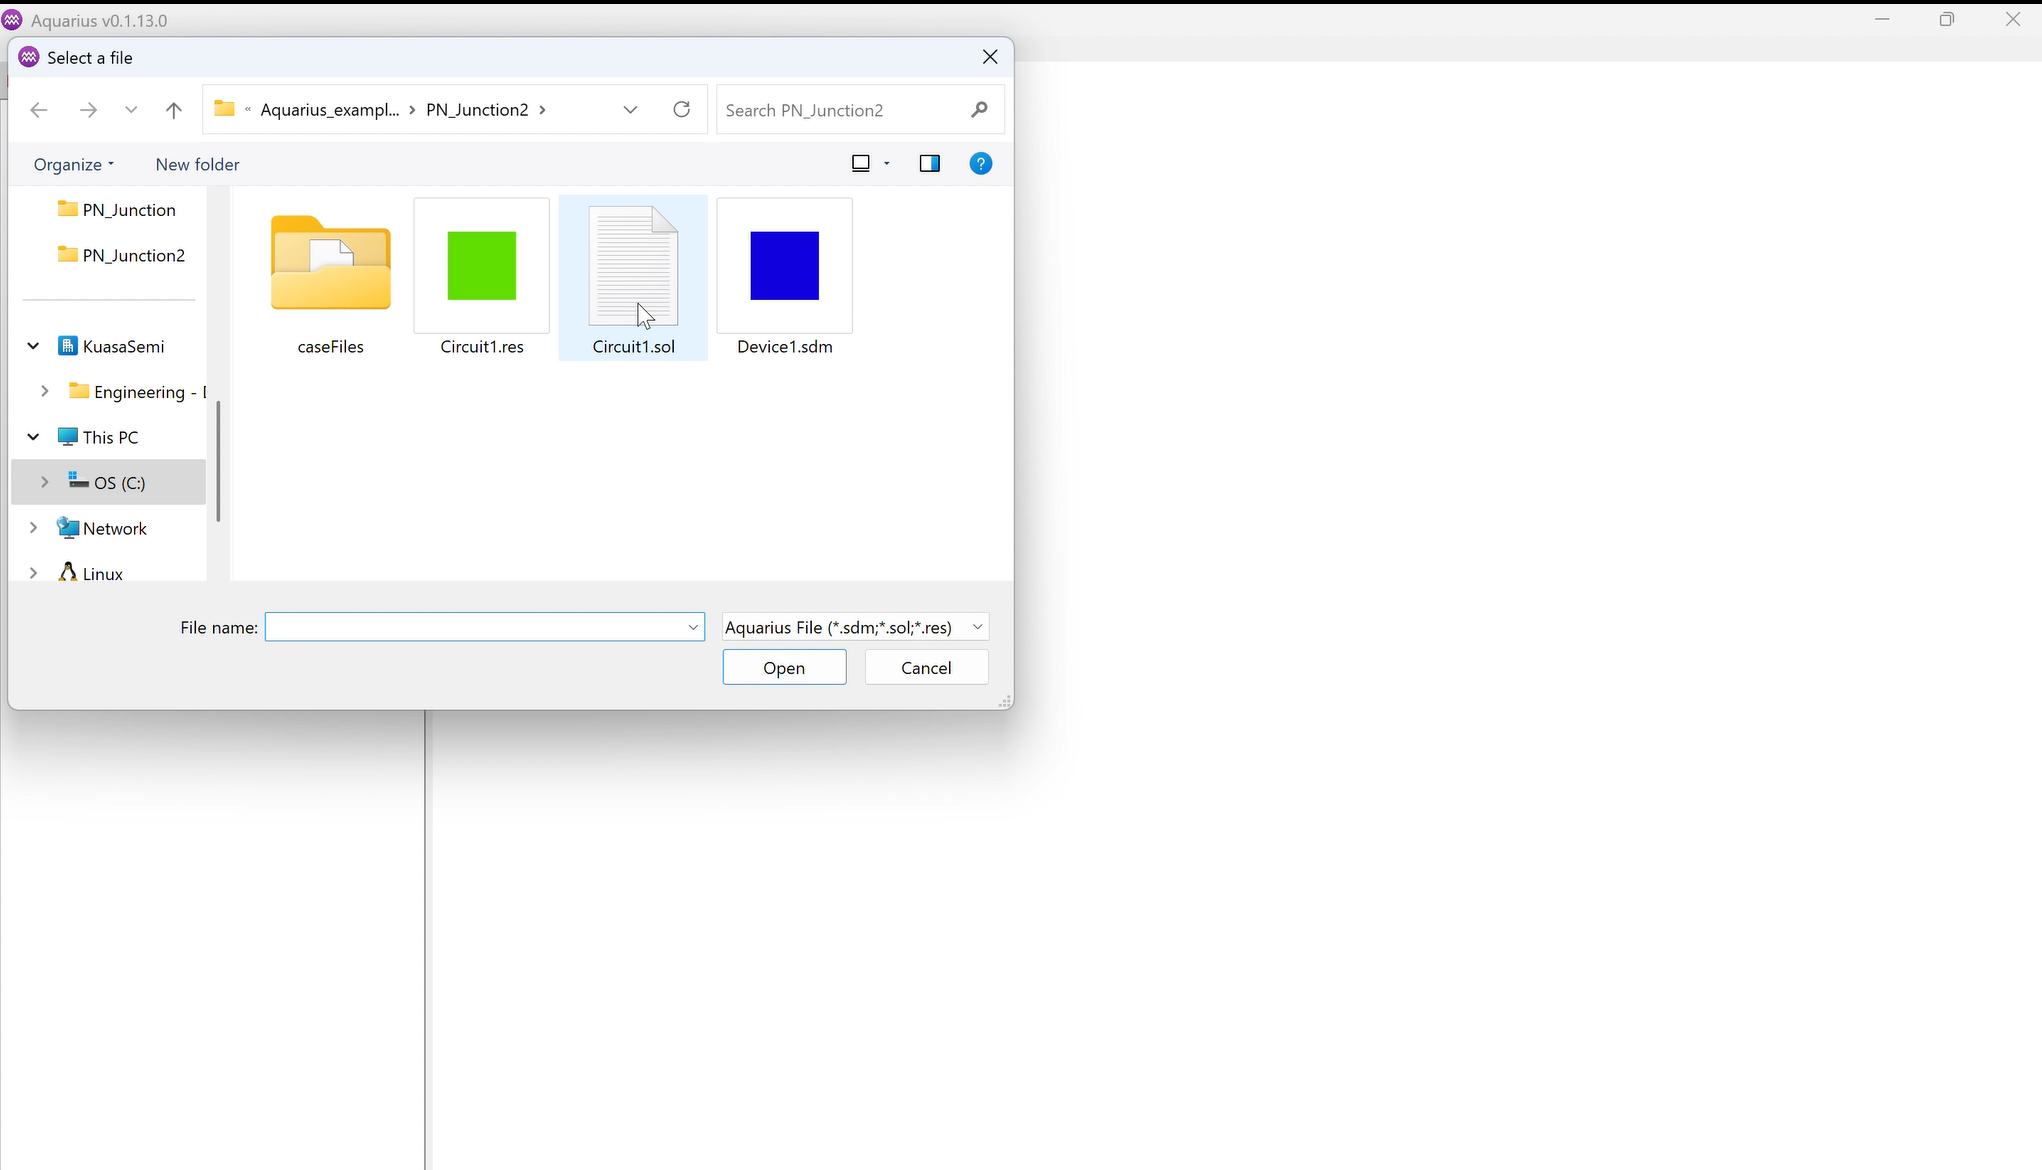 Aquarius v0.1.13.0
Select a file
« Aquarius_exampl... > PN_Junction2 >
Search PN_Junction2
Organize
New folder
?
PN_Junction
PN_Junction2
KuasaSemi
Engineering -
This PC
OS (C:)
Network
Linux
caseFiles
Circuit1.res
Circuit1.sol
Device1.sdm
File name:
Aquarius File (*.sdm;*.sol;*.res)
Open
Cancel